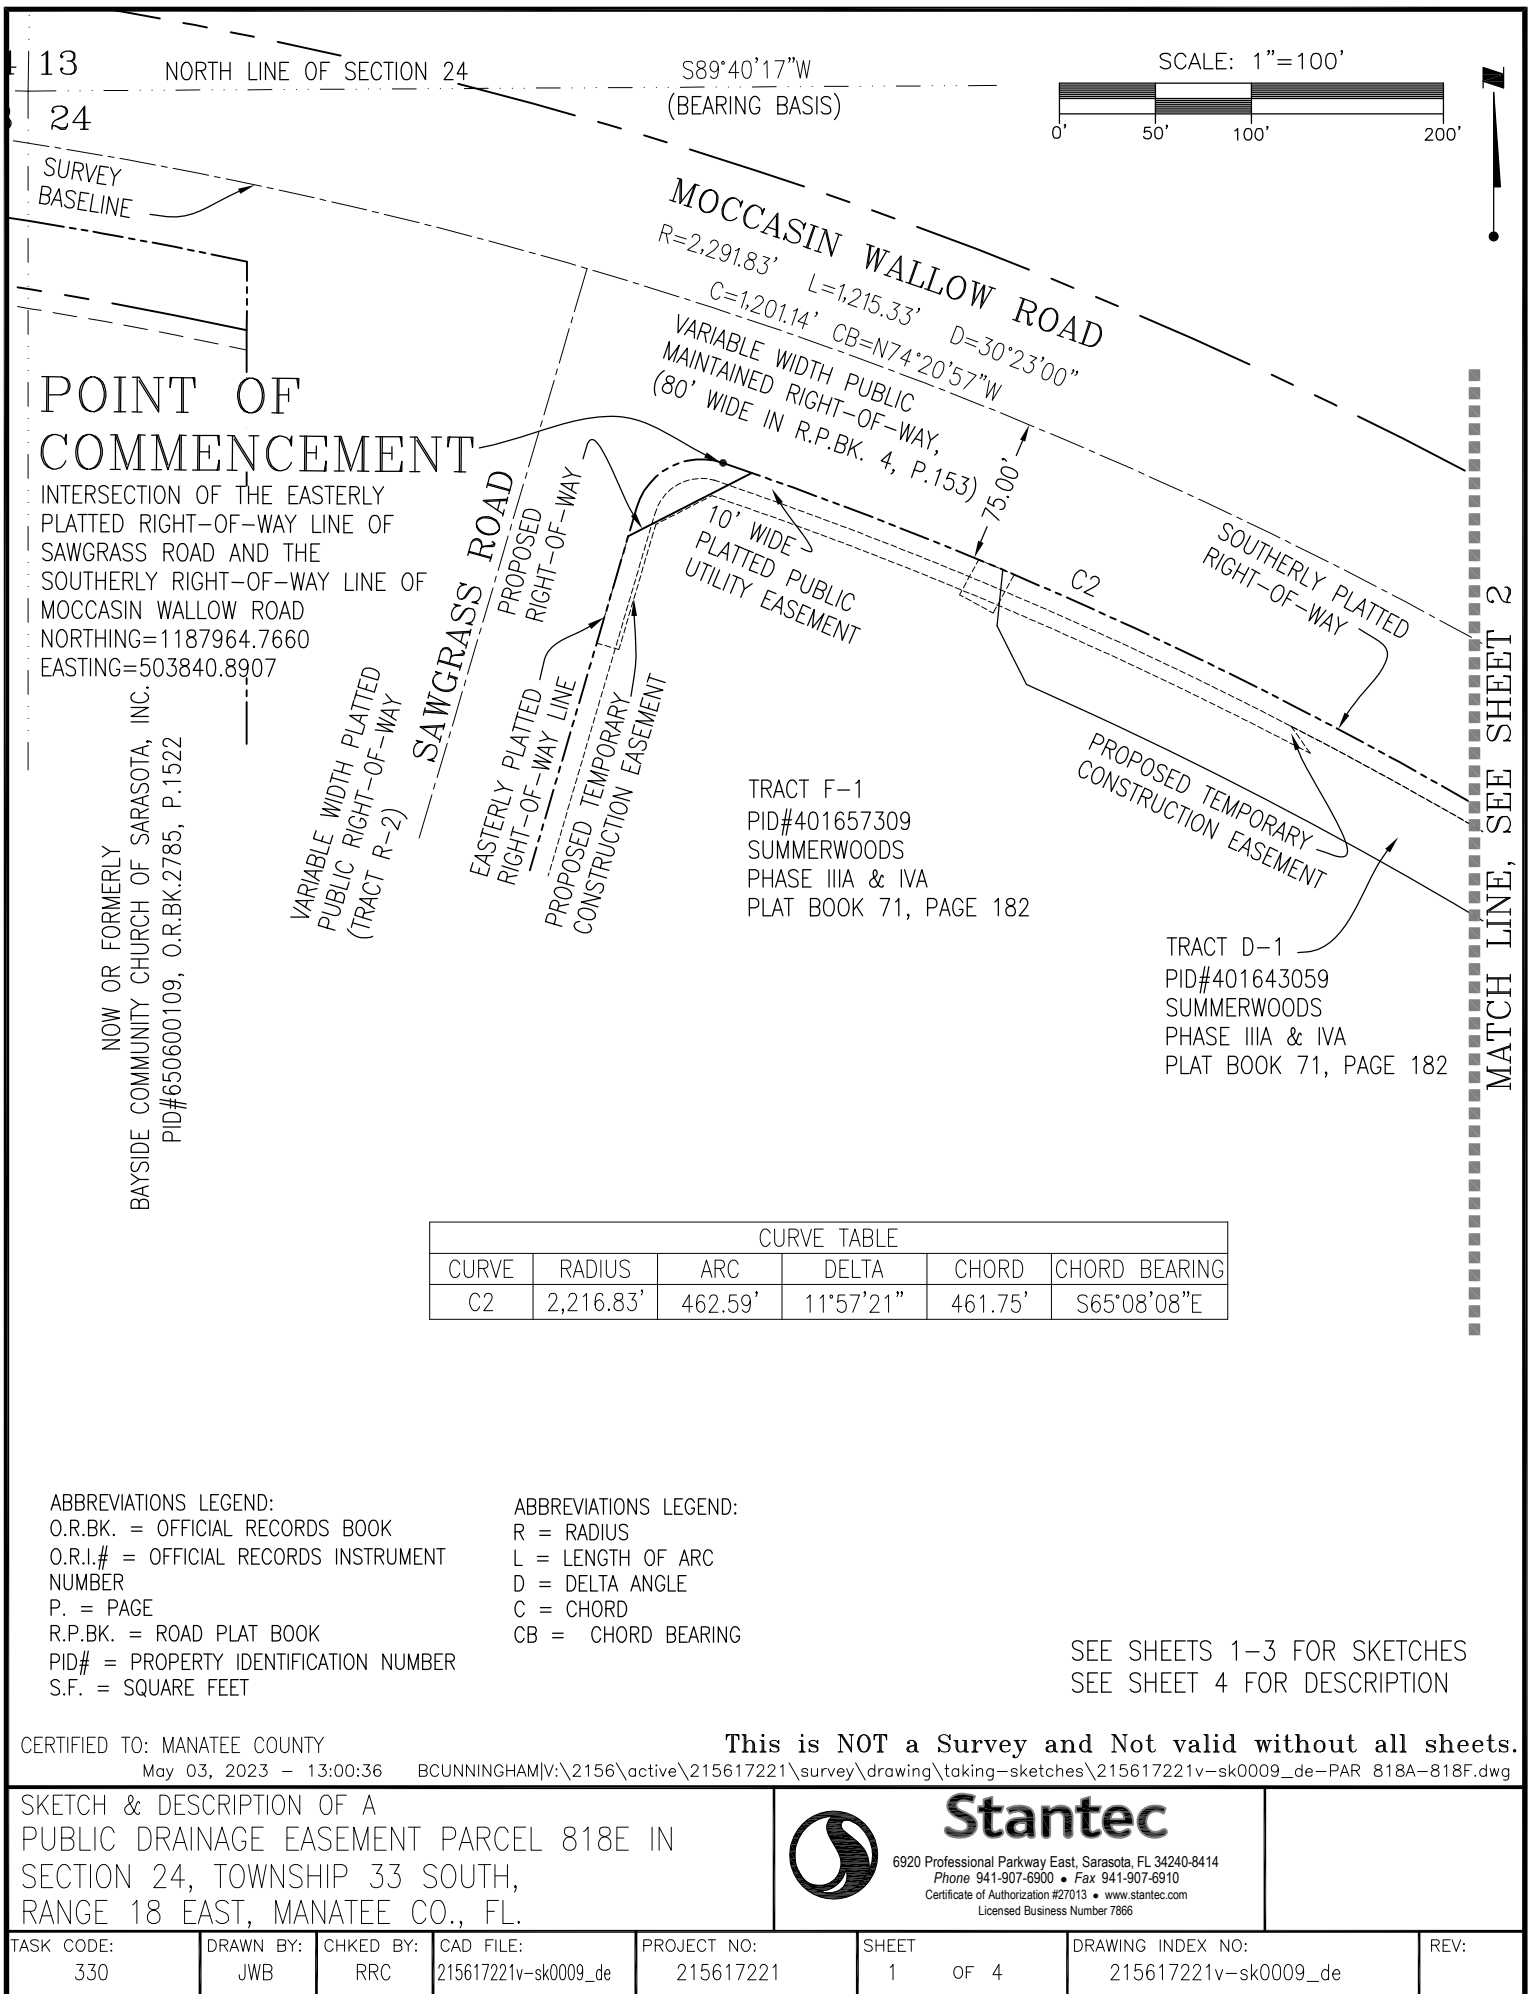 13
24
NORTH LINE OF SECTION 24
S89°40'17"W
(BEARING BASIS)
SCALE: 1"=100'
0'
50'
100'
200'
SURVEY
BASELINE
MOCCASIN WALLOW ROAD
R=2,291.83'
L=1,215.33'
D=30°23'00"
C=1,201.14'
CB=N74°20'57"W
VARIABLE WIDTH PUBLIC
MAINTAINED RIGHT-OF-WAY,
(80' WIDE IN R.P.BK. 4, P.153)
75.00'
POINT OF
COMMENCEMENT
INTERSECTION OF THE EASTERLY
PLATTED RIGHT-OF-WAY LINE OF
SAWGRASS ROAD AND THE
SOUTHERLY RIGHT-OF-WAY LINE OF
MOCCASIN WALLOW ROAD
NORTHING=1187964.7660
EASTING=503840.8907
SAWGRASS ROAD
PROPOSED
RIGHT-OF-WAY
10' WIDE
PLATTED PUBLIC
UTILITY EASEMENT
C2
SOUTHERLY PLATTED
RIGHT-OF-WAY
VARIABLE WIDTH PLATTED
PUBLIC RIGHT-OF-WAY
(TRACT R-2)
EASTERLY PLATTED
RIGHT-OF-WAY LINE
PROPOSED TEMPORARY
CONSTRUCTION EASEMENT
PROPOSED TEMPORARY
CONSTRUCTION EASEMENT
NOW OR FORMERLY
BAYSIDE COMMUNITY CHURCH OF SARASOTA, INC.
PID#650600109, O.R.BK.2785, P.1522
TRACT F-1
PID#401657309
SUMMERWOODS
PHASE IIIA & IVA
PLAT BOOK 71, PAGE 182
TRACT D-1
PID#401643059
SUMMERWOODS
PHASE IIIA & IVA
PLAT BOOK 71, PAGE 182
MATCH LINE, SEE SHEET 2
CURVE TABLE
CURVE RADIUS ARC DELTA CHORD CHORD BEARING
C2 2,216.83' 462.59' 11°57'21" 461.75' S65°08'08"E
ABBREVIATIONS LEGEND:
O.R.BK. = OFFICIAL RECORDS BOOK
O.R.I.# = OFFICIAL RECORDS INSTRUMENT
NUMBER
P. = PAGE
R.P.BK. = ROAD PLAT BOOK
PID# = PROPERTY IDENTIFICATION NUMBER
S.F. = SQUARE FEET
ABBREVIATIONS LEGEND:
R = RADIUS
L = LENGTH OF ARC
D = DELTA ANGLE
C = CHORD
CB = CHORD BEARING
SEE SHEETS 1-3 FOR SKETCHES
SEE SHEET 4 FOR DESCRIPTION
CERTIFIED TO: MANATEE COUNTY
This is NOT a Survey and Not valid without all sheets.
May 03, 2023 - 13:00:36 BCUNNINGHAM|V:\2156\active\215617221\survey\drawing\taking-sketches\215617221v-sk0009_de-PAR 818A-818F.dwg
SKETCH & DESCRIPTION OF A
PUBLIC DRAINAGE EASEMENT PARCEL 818E IN
SECTION 24, TOWNSHIP 33 SOUTH,
RANGE 18 EAST, MANATEE CO., FL.
Stantec
6920 Professional Parkway East, Sarasota, FL 34240-8414
Phone 941-907-6900 • Fax 941-907-6910
Certificate of Authorization #27013 • www.stantec.com
Licensed Business Number 7866
TASK CODE:
330
DRAWN BY:
JWB
CHKED BY:
RRC
CAD FILE:
215617221v-sk0009_de
PROJECT NO:
215617221
SHEET
1 OF 4
DRAWING INDEX NO:
215617221v-sk0009_de
REV: